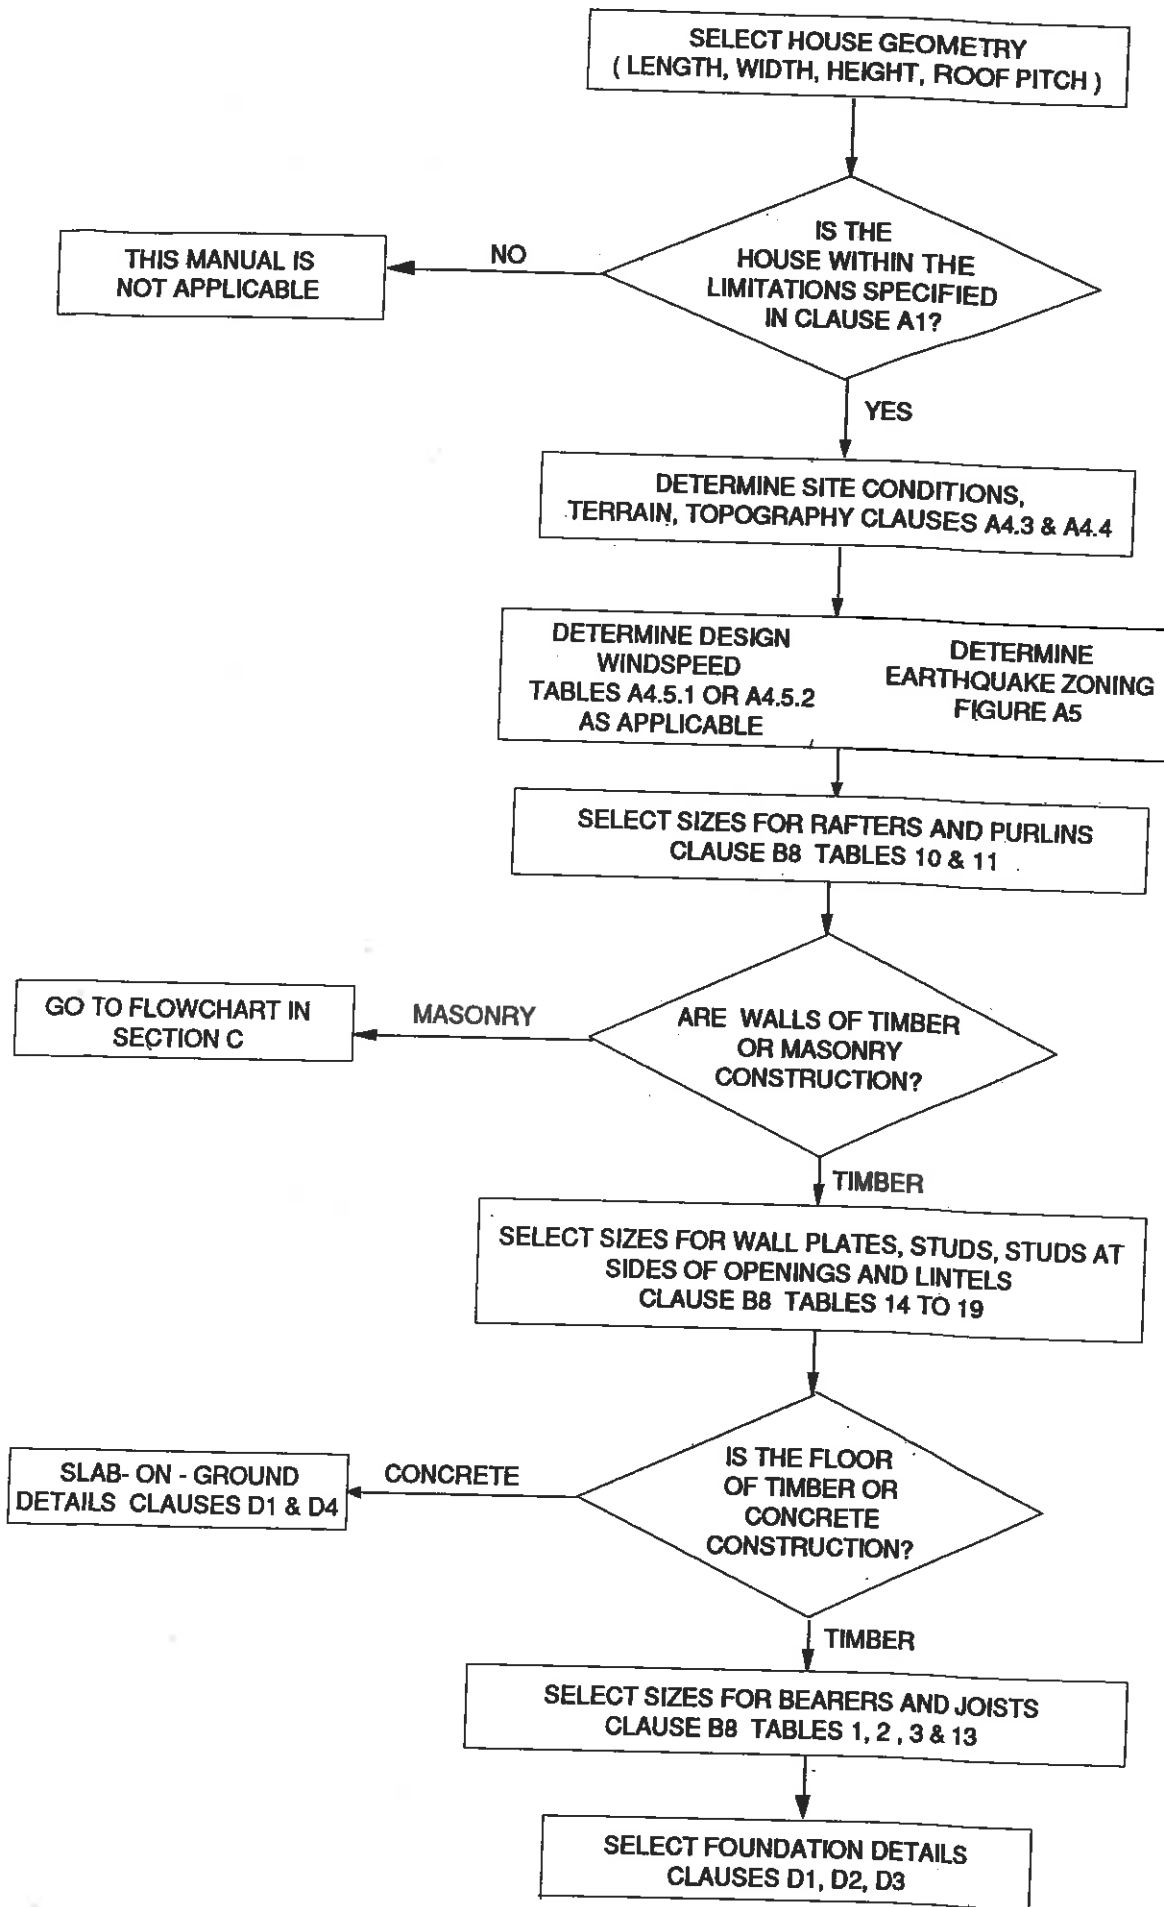 SELECT HOUSE GEOMETRY
( LENGTH, WIDTH, HEIGHT, ROOF PITCH )
IS THE
HOUSE WITHIN THE
LIMITATIONS SPECIFIED
IN CLAUSE A1?
NO
THIS MANUAL IS
NOT APPLICABLE
YES
DETERMINE SITE CONDITIONS,
TERRAIN, TOPOGRAPHY CLAUSES A4.3 & A4.4
DETERMINE DESIGN
WINDSPEED
TABLES A4.5.1 OR A4.5.2
AS APPLICABLE
DETERMINE
EARTHQUAKE ZONING
FIGURE A5
SELECT SIZES FOR RAFTERS AND PURLINS
CLAUSE B8 TABLES 10 & 11
ARE WALLS OF TIMBER
OR MASONRY
CONSTRUCTION?
MASONRY
GO TO FLOWCHART IN
SECTION C
TIMBER
SELECT SIZES FOR WALL PLATES, STUDS, STUDS AT
SIDES OF OPENINGS AND LINTELS
CLAUSE B8 TABLES 14 TO 19
IS THE FLOOR
OF TIMBER OR
CONCRETE
CONSTRUCTION?
CONCRETE
SLAB- ON - GROUND
DETAILS CLAUSES D1 & D4
TIMBER
SELECT SIZES FOR BEARERS AND JOISTS
CLAUSE B8 TABLES 1, 2 , 3 & 13
SELECT FOUNDATION DETAILS
CLAUSES D1, D2, D3